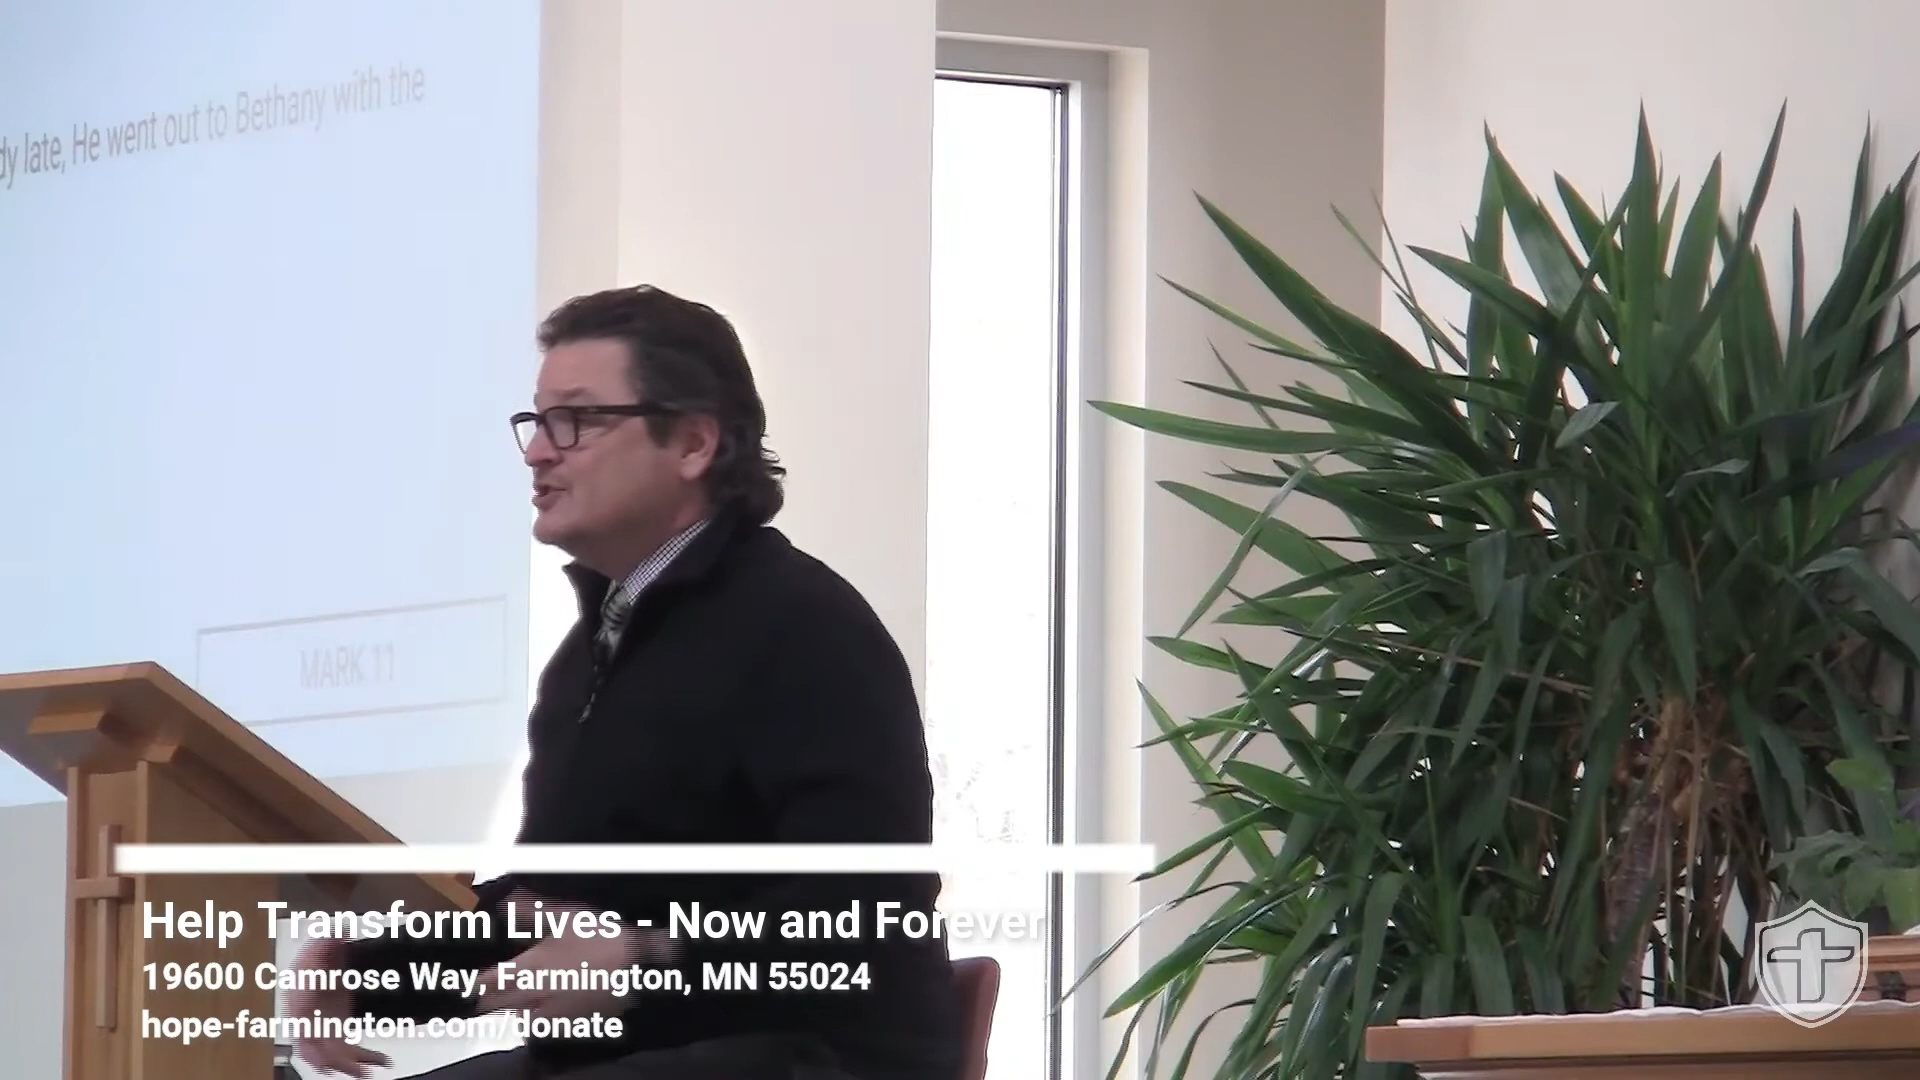 late, He went out to Bethany with the
MARK 11
Help Transform Lives - Now and Forever
19600 Camrose Way, Farmington, MN 55024
hope-farmington.com/donate